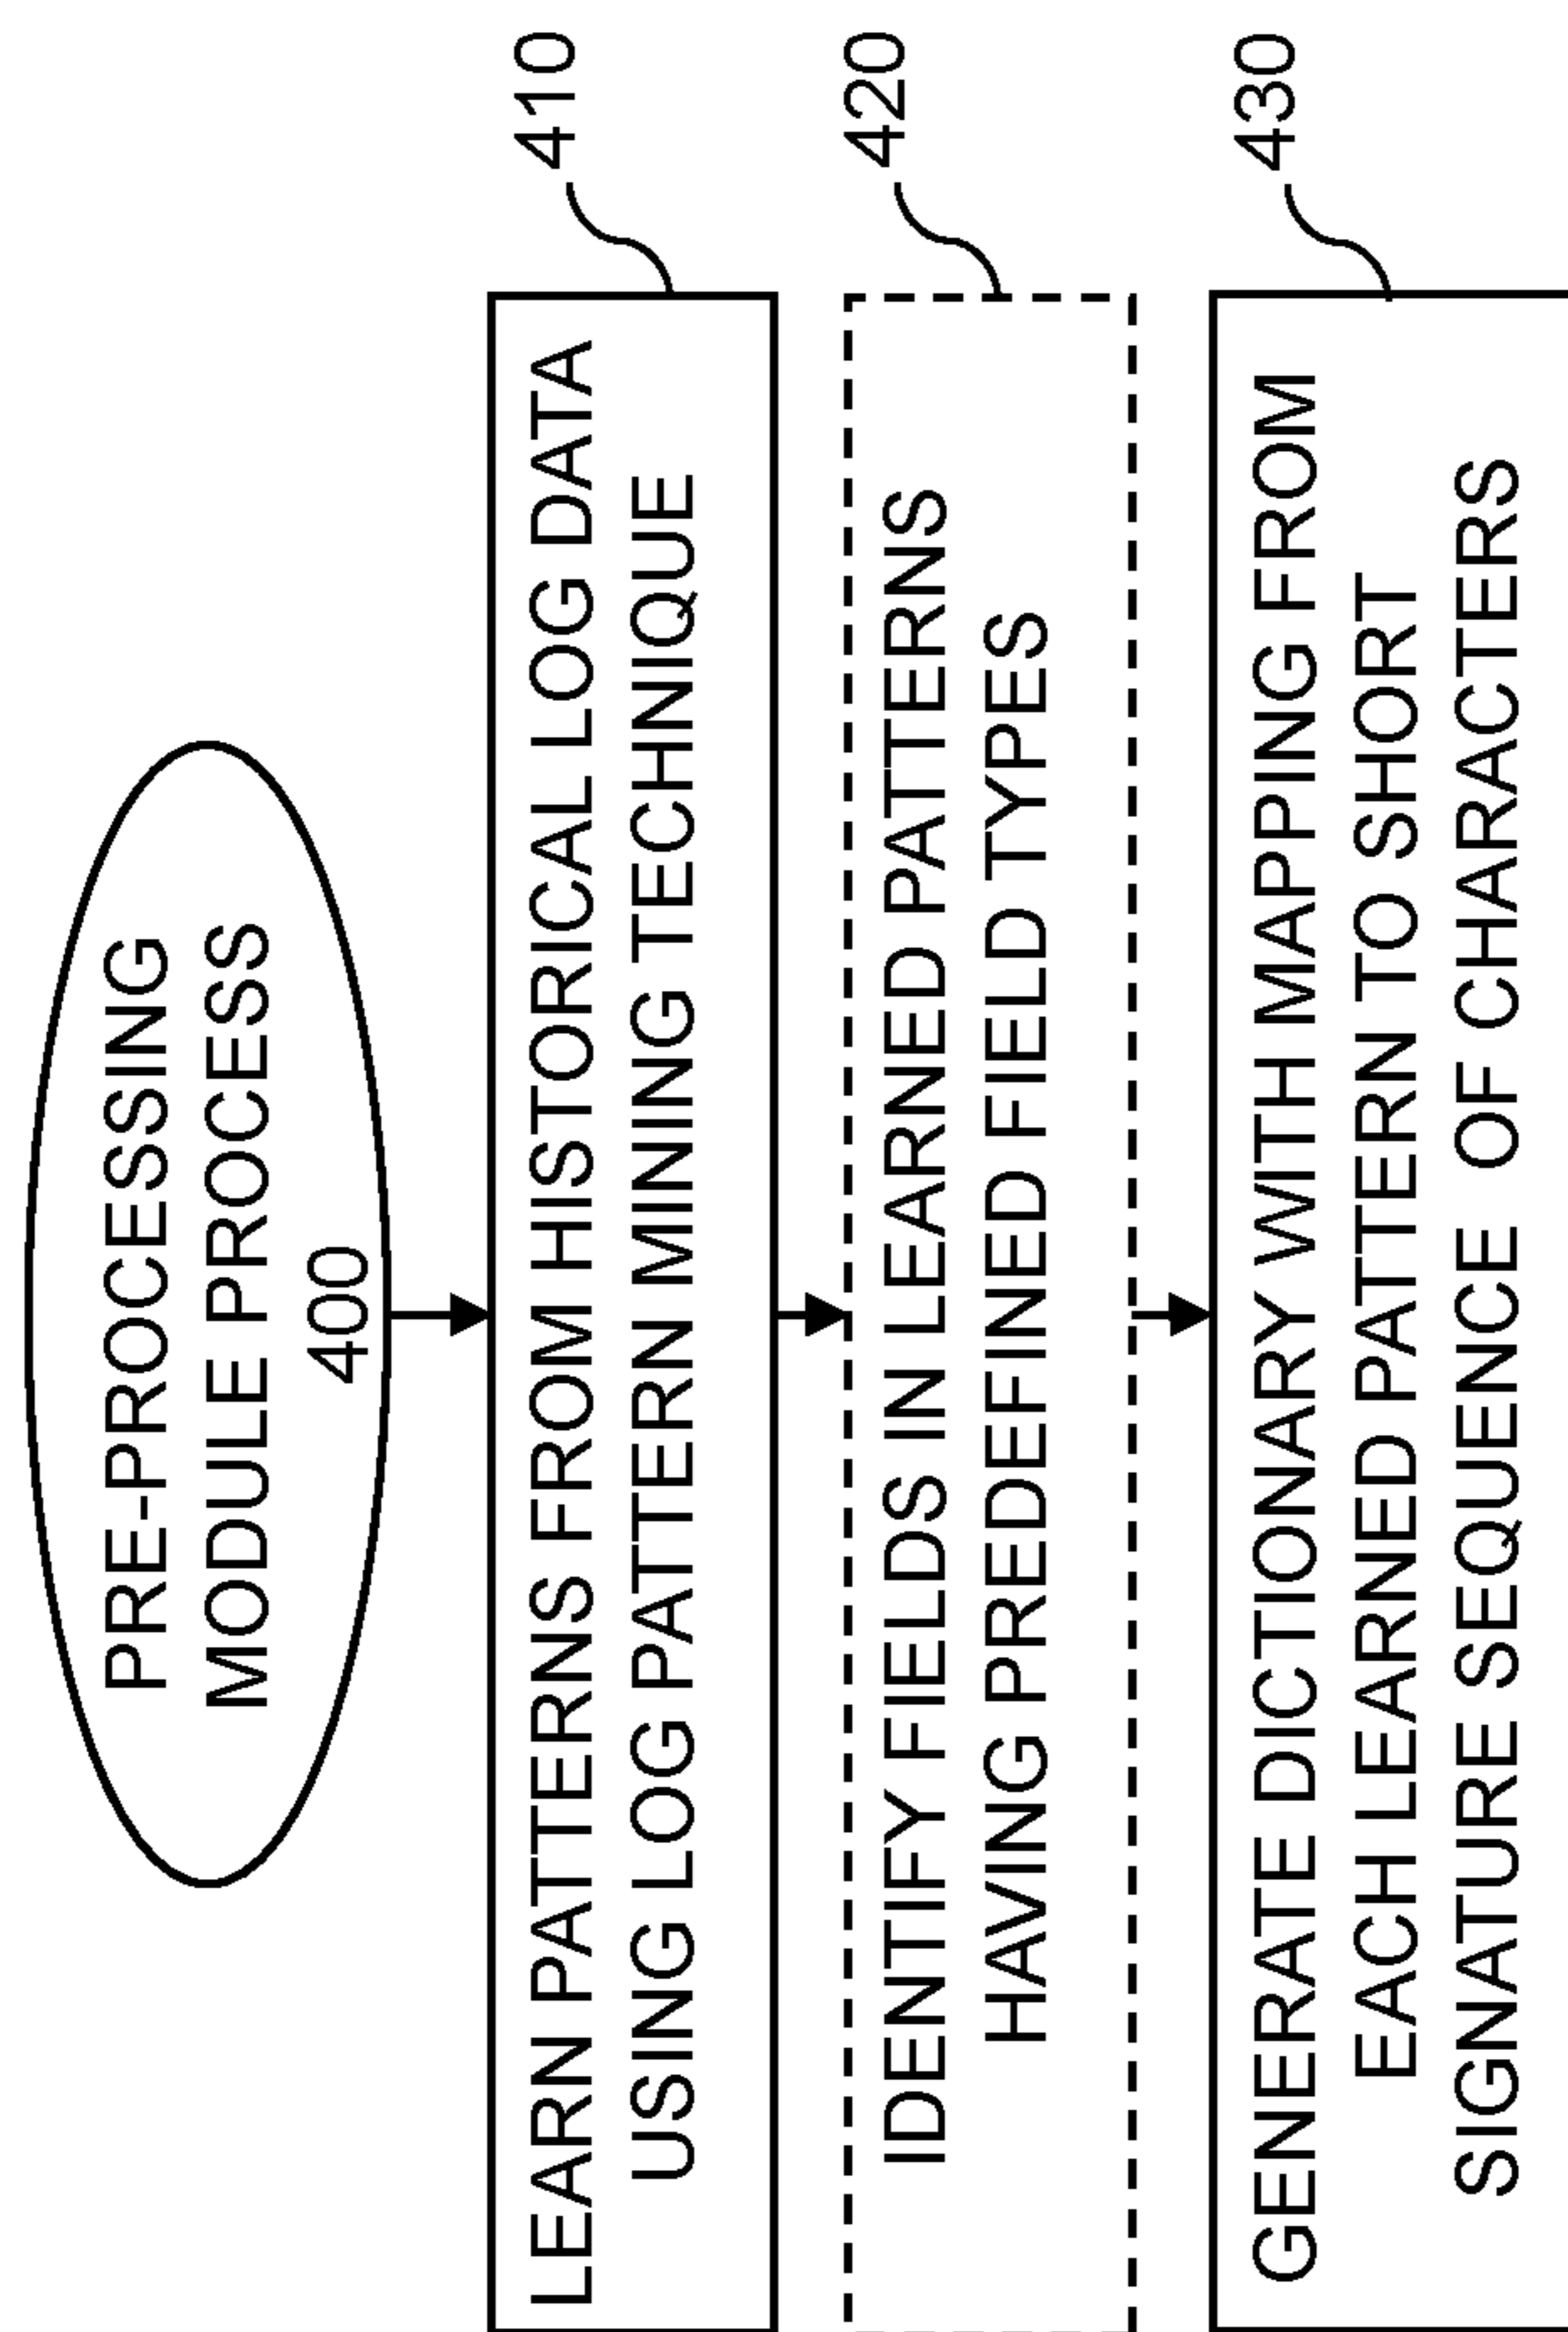 PRE-PROCESSING
MODULE PROCESS
400
LEARN PATTERNS FROM HISTORICAL LOG DATA
USING LOG PATTERN MINING TECHNIQUE
410
IDENTIFY FIELDS IN LEARNED PATTERNS
HAVING PREDEFINED FIELD TYPES
420
GENERATE DICTIONARY WITH MAPPING FROM
EACH LEARNED PATTERN TO SHORT
SIGNATURE SEQUENCE OF CHARACTERS
430